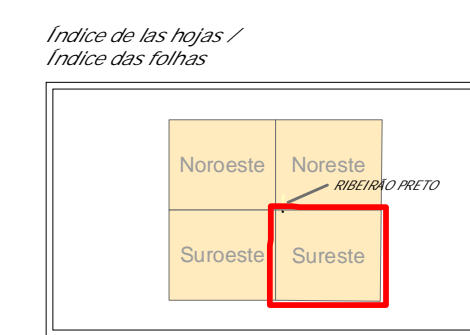 Índice de las hojas /
Índice das folhas
Noroeste Noreste
RIBEIRÃO PRETO
Suroeste Sureste